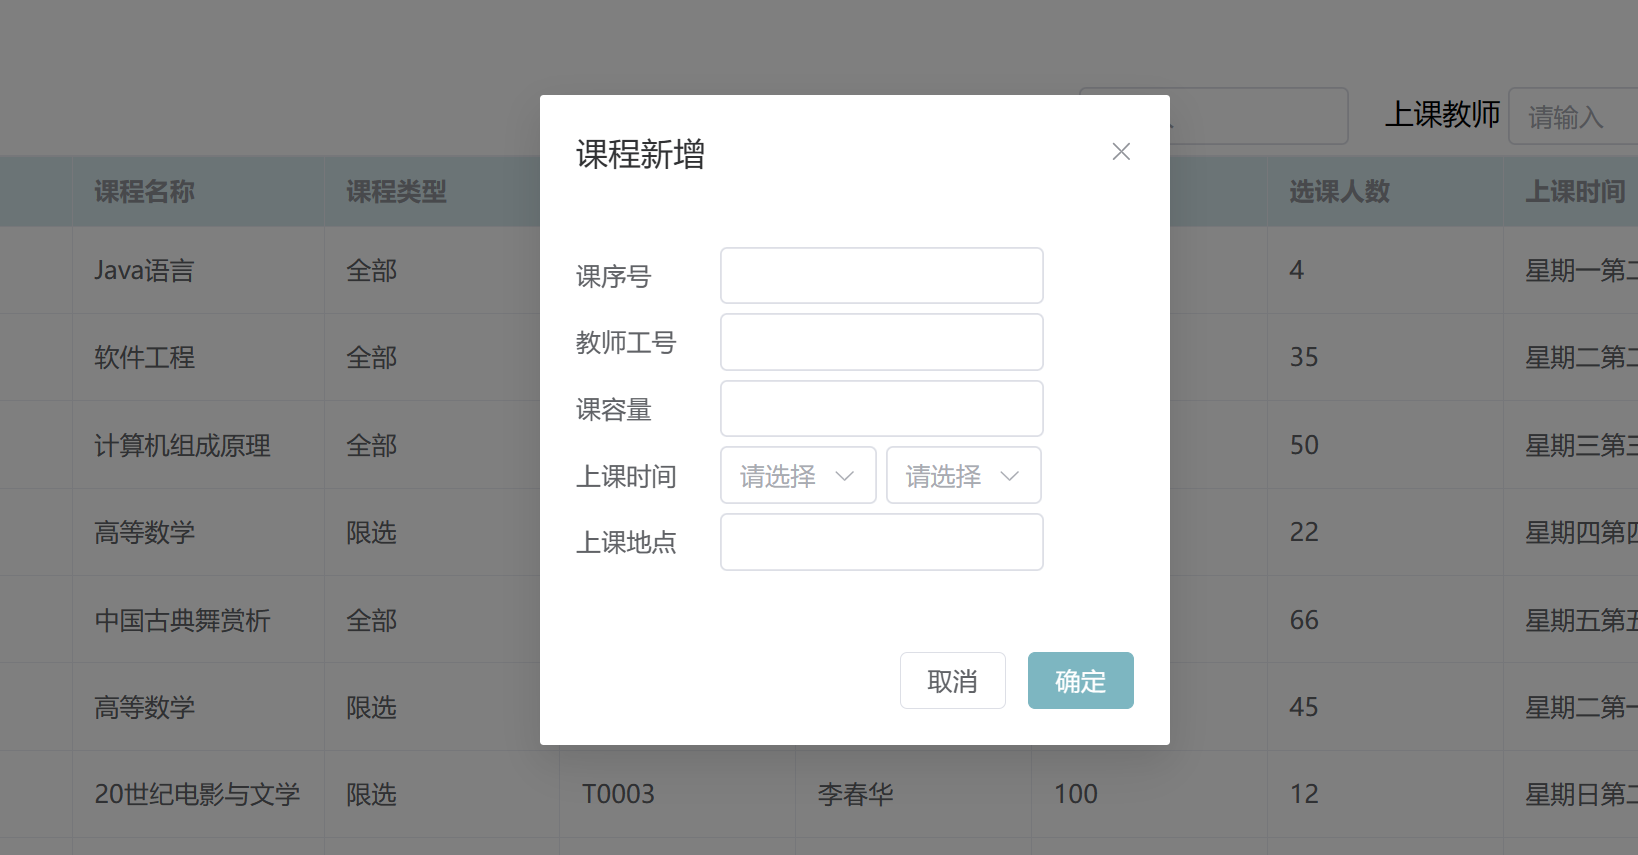 上课教师 请输入
课程名称 课程类型 选课人数 上课时间
Java语言 全部 4 星期一第
软件工程 全部 35 星期二第
计算机组成原理 全部 50 星期三第
高等数学 限选 22 星期四第
中国古典舞赏析 全部 66 星期五第
高等数学 限选 45 星期二第
20世纪电影与文学 限选 T0003 李春华 100 12 星期日第
课程新增
课序号
教师工号
课容量
上课时间 请选择 请选择
上课地点
取消 确定